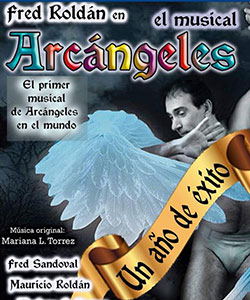 fred Roldán en el musical
Arcángeles
El primer
musical
de Arcángeles
en el mundo
Un año de éxito
Música original:
Mariana L. Torrez
fred Sandoval
Mauricio Roldán